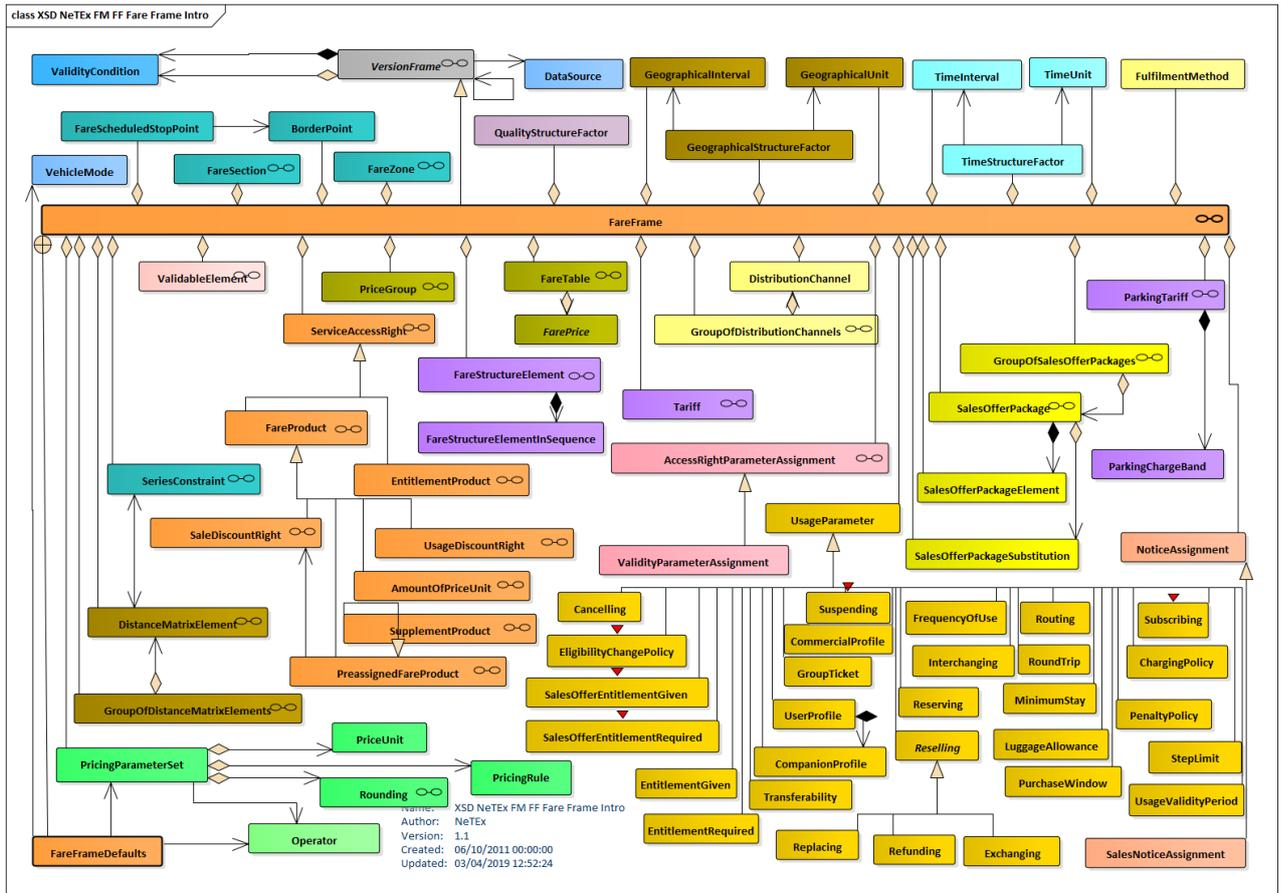 class XSD NeTEx FM FF Fare Frame Intro
ValidityCondition
VersionFrame
DataSource
GeographicalInterval
GeographicalUnit
TimeInterval
TimeUnit
FulfilmentMethod
FareScheduledStopPoint
BorderPoint
QualityStructureFactor
GeographicalStructureFactor
TimeStructureFactor
VehicleMode
FareSection
FareZone
FareFrame
ValidableElement
PriceGroup
FareTable
DistributionChannel
ParkingTariff
ServiceAccessRight
FarePrice
GroupOfDistributionChannels
GroupOfSalesOfferPackages
FareStructureElement
Tariff
SalesOfferPackage
FareProduct
FareStructureElementInSequence
AccessRightParameterAssignment
ParkingChargeBand
SeriesConstraint
EntitlementProduct
SalesOfferPackageElement
SaleDiscountRight
UsageDiscountRight
UsageParameter
ValidityParameterAssignment
SalesOfferPackageSubstitution
NoticeAssignment
AmountOfPriceUnit
Cancelling
Suspending
FrequencyOfUse
Routing
Subscribing
DistanceMatrixElement
SupplementProduct
EligibilityChangePolicy
CommercialProfile
Interchanging
RoundTrip
ChargingPolicy
PreassignedFareProduct
GroupTicket
SalesOfferEntitlementGiven
Reserving
MinimumStay
GroupOfDistanceMatrixElements
UserProfile
PenaltyPolicy
SalesOfferEntitlementRequired
PriceUnit
Reselling
LuggageAllowance
StepLimit
PricingParameterSet
CompanionProfile
PricingRule
EntitlementGiven
PurchaseWindow
Rounding
Transferability
UsageValidityPeriod
Name: XSD NeTEx FM FF Fare Frame Intro
Author: NeTEx
Version: 1.1
Created: 06/10/2011 00:00:00
Updated: 03/04/2019 12:52:24
EntitlementRequired
Operator
Replacing
Refunding
Exchanging
FareFrameDefaults
SalesNoticeAssignment